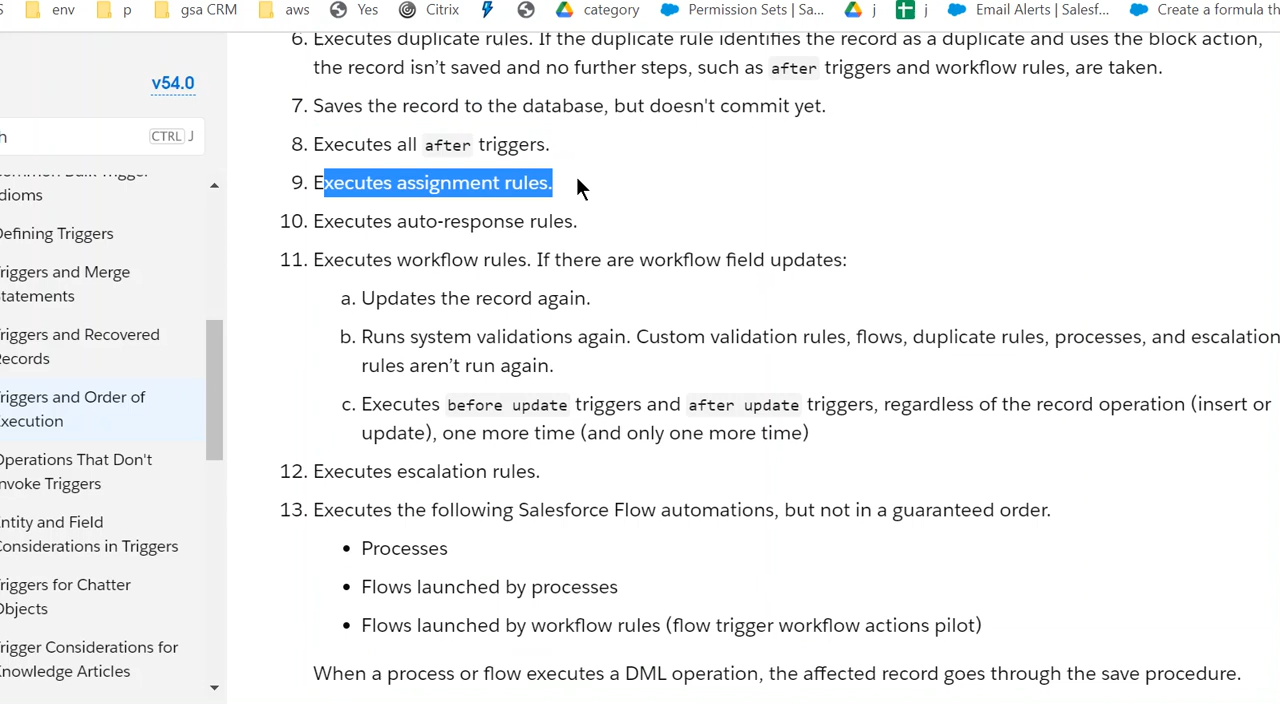 env p gsa CRM aws Yes Citrix category Permission Sets | Sa... j j Email Alerts | Salesf... Create a formula th
v54.0
h CTRL J
dioms
Defining Triggers
Triggers and Merge
Statements
Triggers and Recovered
Records
Triggers and Order of
Execution
Operations That Don't
Invoke Triggers
Entity and Field
Considerations in Triggers
Triggers for Chatter
Objects
Trigger Considerations for
Knowledge Articles
6. Executes duplicate rules. If the duplicate rule identifies the record as a duplicate and uses the block action,
the record isn’t saved and no further steps, such as after triggers and workflow rules, are taken.
7. Saves the record to the database, but doesn't commit yet.
8. Executes all after triggers.
9. Executes assignment rules.
10. Executes auto-response rules.
11. Executes workflow rules. If there are workflow field updates:
a. Updates the record again.
b. Runs system validations again. Custom validation rules, flows, duplicate rules, processes, and escalation
rules aren’t run again.
c. Executes before update triggers and after update triggers, regardless of the record operation (insert or
update), one more time (and only one more time)
12. Executes escalation rules.
13. Executes the following Salesforce Flow automations, but not in a guaranteed order.
• Processes
• Flows launched by processes
• Flows launched by workflow rules (flow trigger workflow actions pilot)
When a process or flow executes a DML operation, the affected record goes through the save procedure.